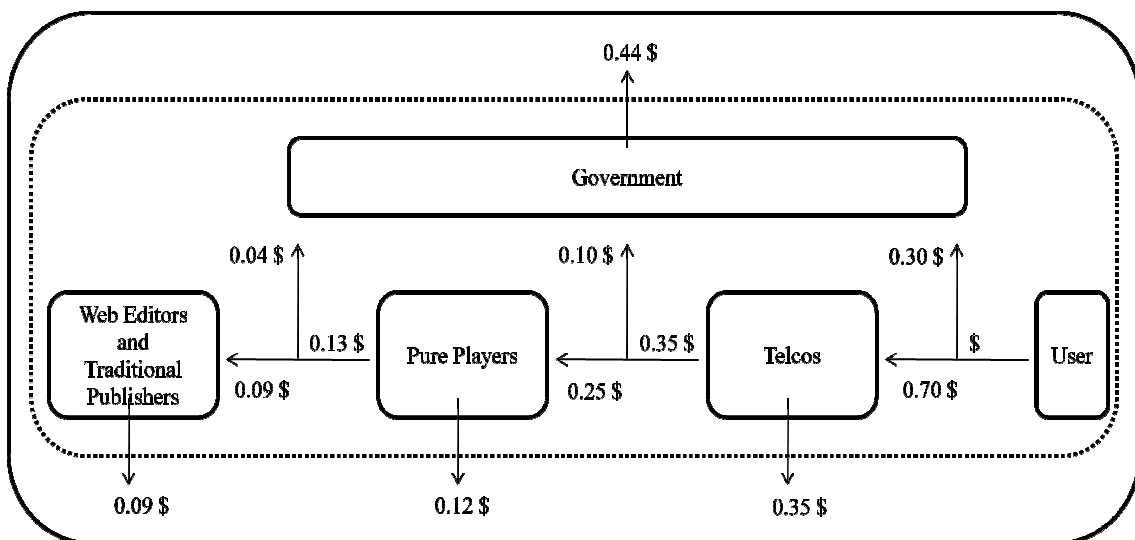 0.44 $
Government
0.04 $
0.10 $
0.30 $
Web Editors
and
Traditional
Publishers
0.13 $
Pure Players
0.35 $
Telcos
$
User
0.09 $
0.25 $
0.70 $
0.09 $
0.12 $
0.35 $